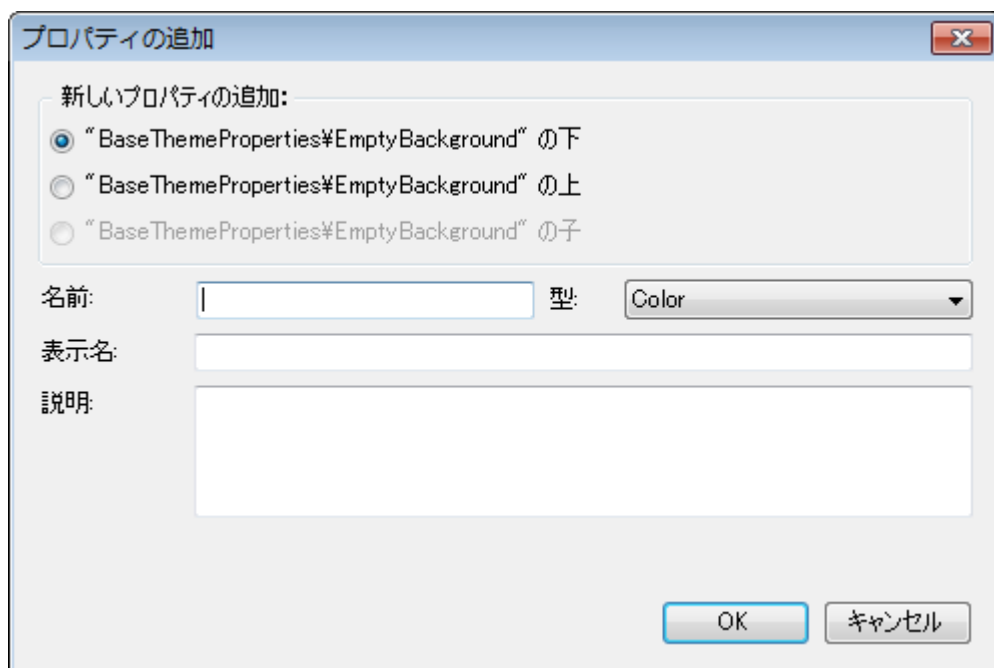 プロパティの追加
新しいプロパティの追加:
"BaseThemeProperties¥EmptyBackground" の下
"BaseThemeProperties¥EmptyBackground" の上
"BaseThemeProperties¥EmptyBackground" の子
名前: 型: Color
表示名:
説明:
OK キャンセル